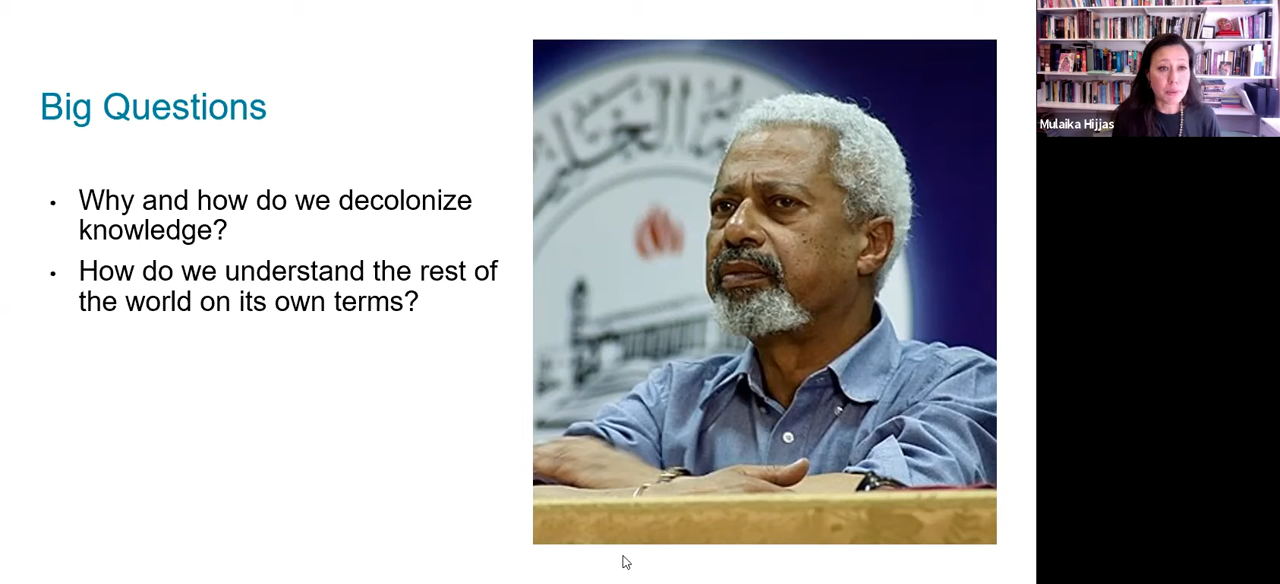 Big Questions
• Why and how do we decolonize
knowledge?
• How do we understand the rest of
the world on its own terms?
Mulaika Hijjas